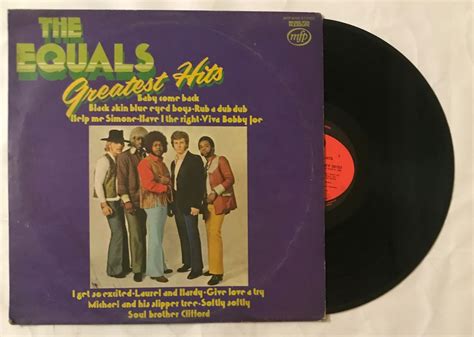 THE
EQUALS
Greatest Hits
mfp
Baby come back
Black skin blue eyed boys-Rub a dub dub
Help me Simone-Have I the right-Viva Bobby Joe
I get so excited-Laurel and Hardy-Give love a try
Michael and his slipper tree-Softly softly
Soul brother Clifford